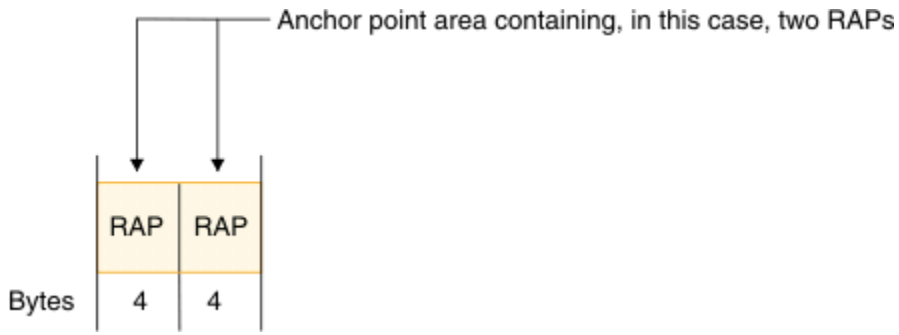 Anchor point area containing, in this case, two RAPs
RAP RAP
Bytes 4 4